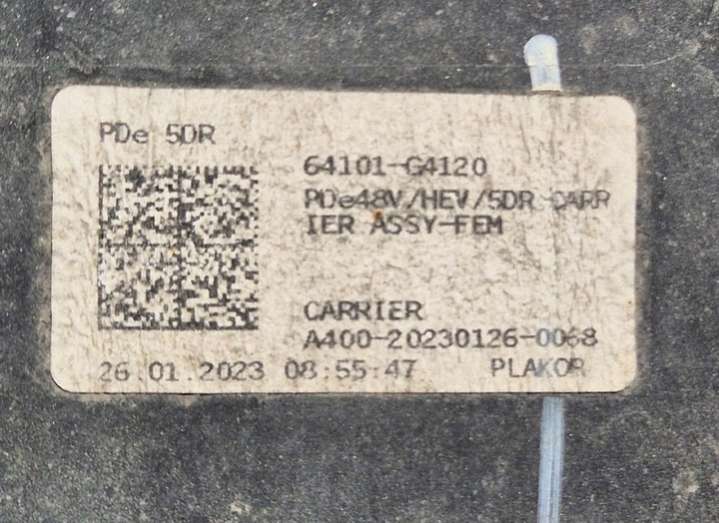 PDe 5DR
64101-G4120
PDe48V/HEV/5DR CARR
IER ASSY-FEM
CARRIER
A400-20230126-0068
26.01.2023 08:55:47 PLAKOR